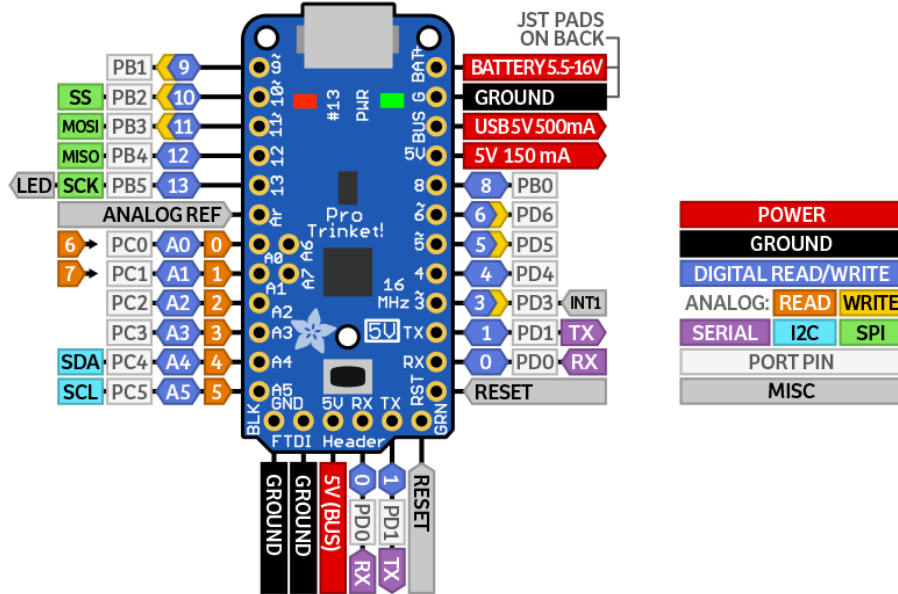 JST PADS
ON BACK
PB1 9 9~ BAT+ BATTERY 5.5-16V
SS PB2 10 10~ G GROUND
MOSI PB3 11 11~ BUS USB 5V 500mA
MISO PB4 12 12 5V 5V 150 mA
LED SCK PB5 13 13 8 8 PB0
#13 PWR
ANALOG REF Ar 6~ 6 PD6
Pro
Trinket!
6 PC0 A0 0 A0 A6 5~ 5 PD5
7 PC1 A1 1 A1 A7 4 4 PD4
16
MHz
PC2 A2 2 A2 3~ 3 PD3 INT1
PC3 A3 3 A3 5V TX 1 PD1 TX
SDA PC4 A4 4 A4 RX 0 PD0 RX
SCL PC5 A5 5 A5 RST RESET
BLK GND 5V RX TX GRN
FTDI Header
GROUND
GROUND
5V (BUS)
0 PD0 RX
1 PD1 TX
RESET
POWER
GROUND
DIGITAL READ/WRITE
ANALOG: READ WRITE
SERIAL I2C SPI
PORT PIN
MISC